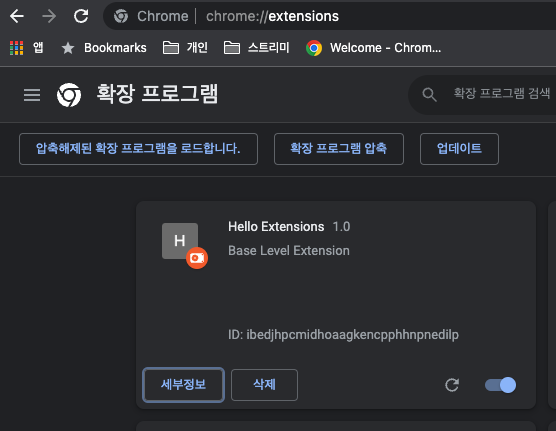 Chrome | chrome://extensions
앱 Bookmarks 개인 스트리미 Welcome - Chrom...
확장 프로그램 확장 프로그램 검색
압축해제된 확장 프로그램을 로드합니다. 확장 프로그램 압축 업데이트
H
Hello Extensions 1.0
Base Level Extension
ID: ibedjhpcmidhoaagkencpphhnpnedilp
세부정보 삭제